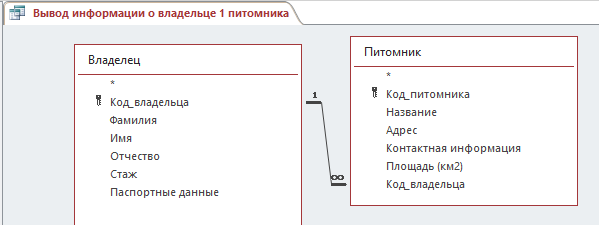 Вывод информации о владельце 1 питомника
Владелец
*
Код_владельца
Фамилия
Имя
Отчество
Стаж
Паспортные данные
1
∞
Питомник
*
Код_питомника
Название
Адрес
Контактная информация
Площадь (км2)
Код_владельца